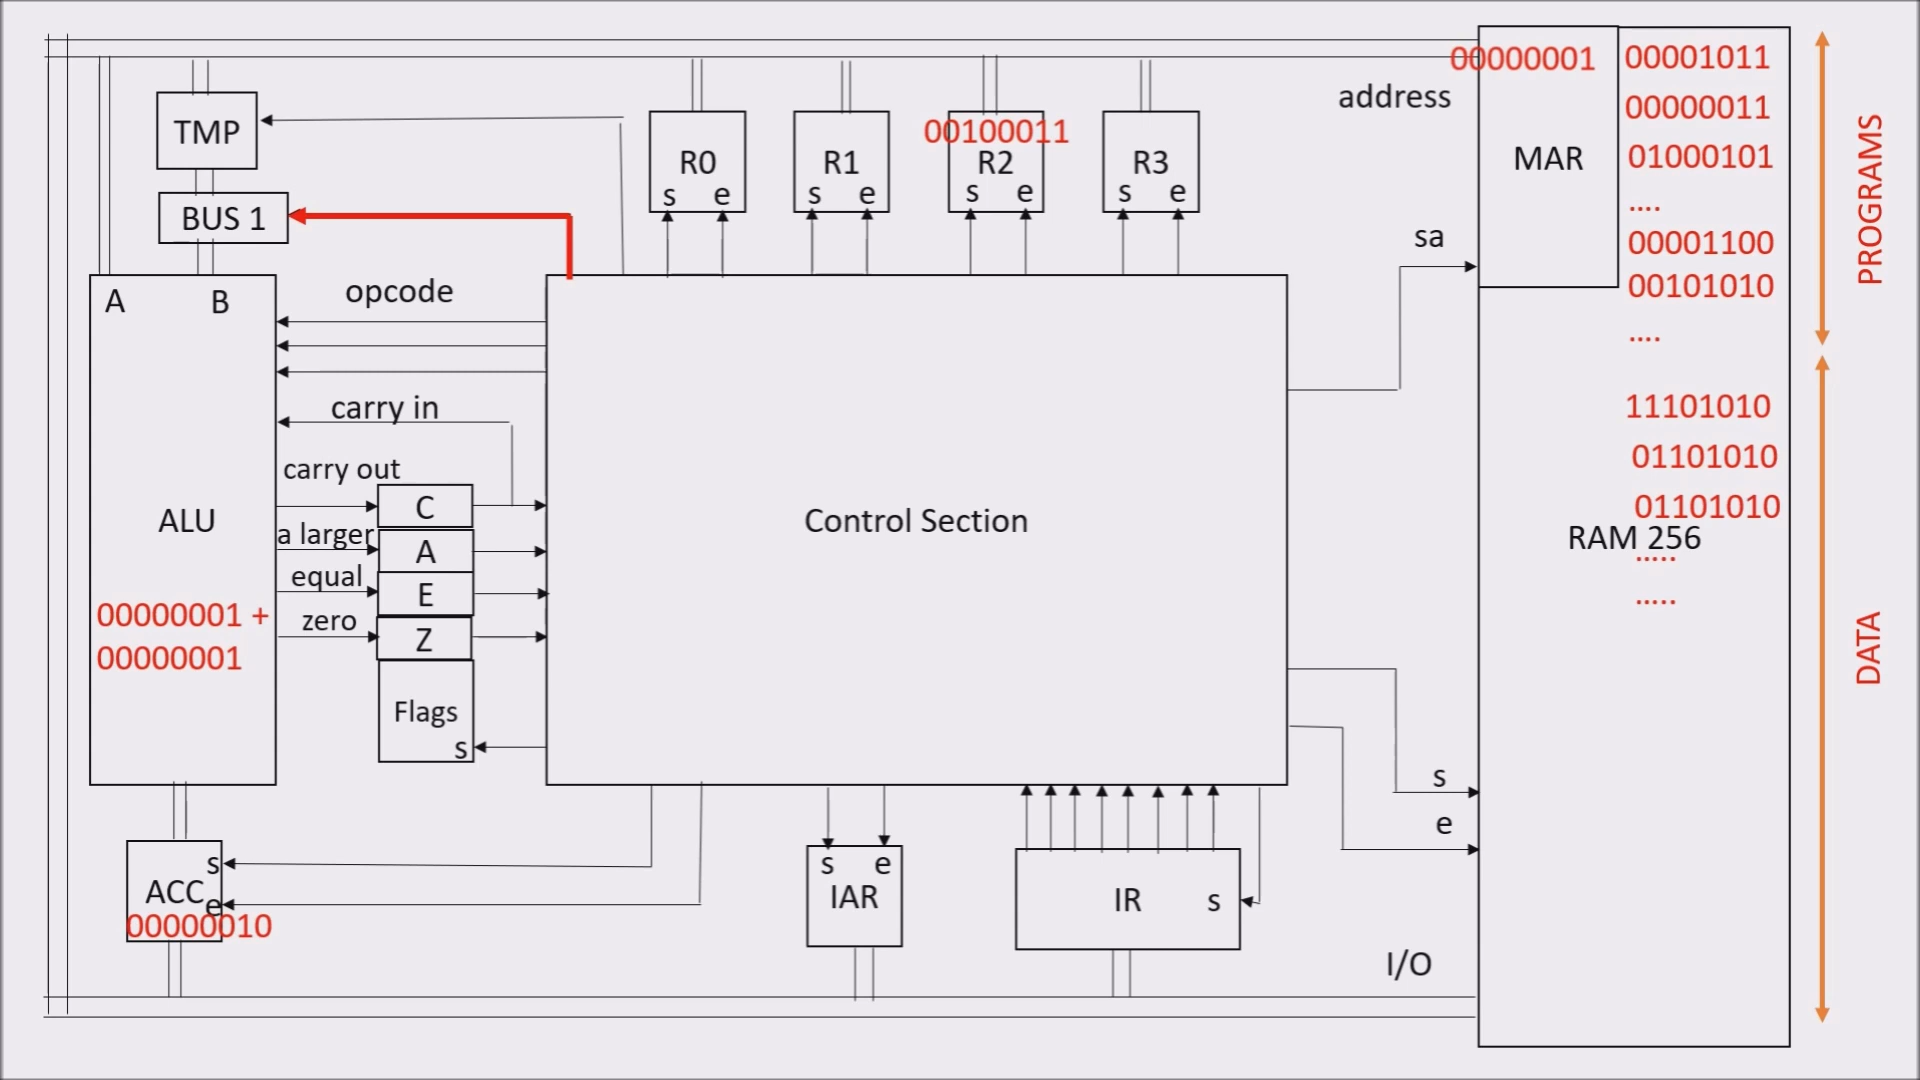 00000001
00001011
address
TMP
00000011
R0
s e
R1
s e
00100011
R2
s e
R3
s e
MAR
01000101
....
PROGRAMS
BUS 1
sa
00001100
00101010
....
A B
opcode
carry in
11101010
carry out
01101010
C
01101010
ALU
a larger
A
Control Section
RAM 256
.....
equal
E
.....
00000001 +
zero
Z
00000001
DATA
Flags
s
s
e
s
ACC
e
00000010
s e
IAR
IR s
I/O